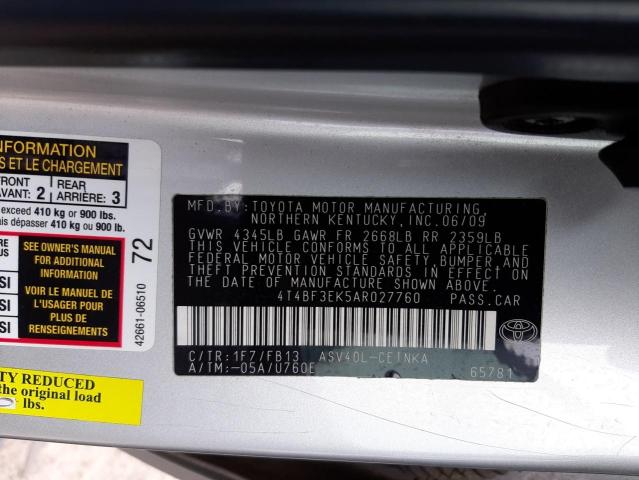 INFORMATION
S ET LE CHARGEMENT
FRONT
AVANT: 2
REAR
ARRIÈRE: 3
exceed 410 kg or 900 lbs.
dépasser 410 kg ou 900 lb.
SEE OWNER'S MANUAL
FOR ADDITIONAL
INFORMATION
VOIR LE MANUEL
DE L'USAGER POUR
PLUS DE
RENSEIGNEMENTS
SI
SI
SI
72
42661-06510
TY REDUCED
the original load
lbs.
MFD.BY:TOYOTA MOTOR MANUFACTURING,
NORTHERN KENTUCKY, INC.06/09
GVWR 4345LB GAWR FR 2668LB RR 2359LB
THIS VEHICLE CONFORMS TO ALL APPLICABLE
FEDERAL MOTOR VEHICLE SAFETY, BUMPER, AND
THEFT PREVENTION STANDARDS IN EFFECT ON
THE DATE OF MANUFACTURE SHOWN ABOVE.
4T4BF3EK5AR027760 PASS.CAR
C/TR:1F7/FB13 ASV40L-CETNKA
A/TM:-05A/U760E 65781
TOYOTA